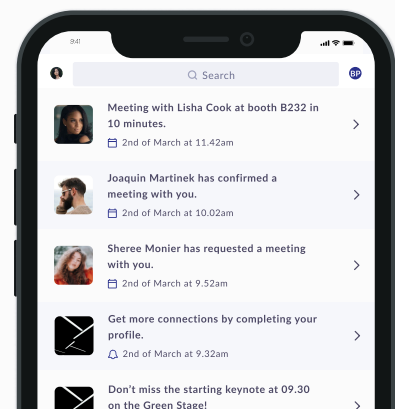 9:41
Search
BP
Meeting with Lisha Cook at booth B232 in
10 minutes.
2nd of March at 11.42am
Joaquin Martinek has confirmed a
meeting with you.
2nd of March at 10.02am
Sheree Monier has requested a meeting
with you.
2nd of March at 9.52am
Get more connections by completing your
profile.
2nd of March at 9.32am
Don’t miss the starting keynote at 09.30
on the Green Stage!